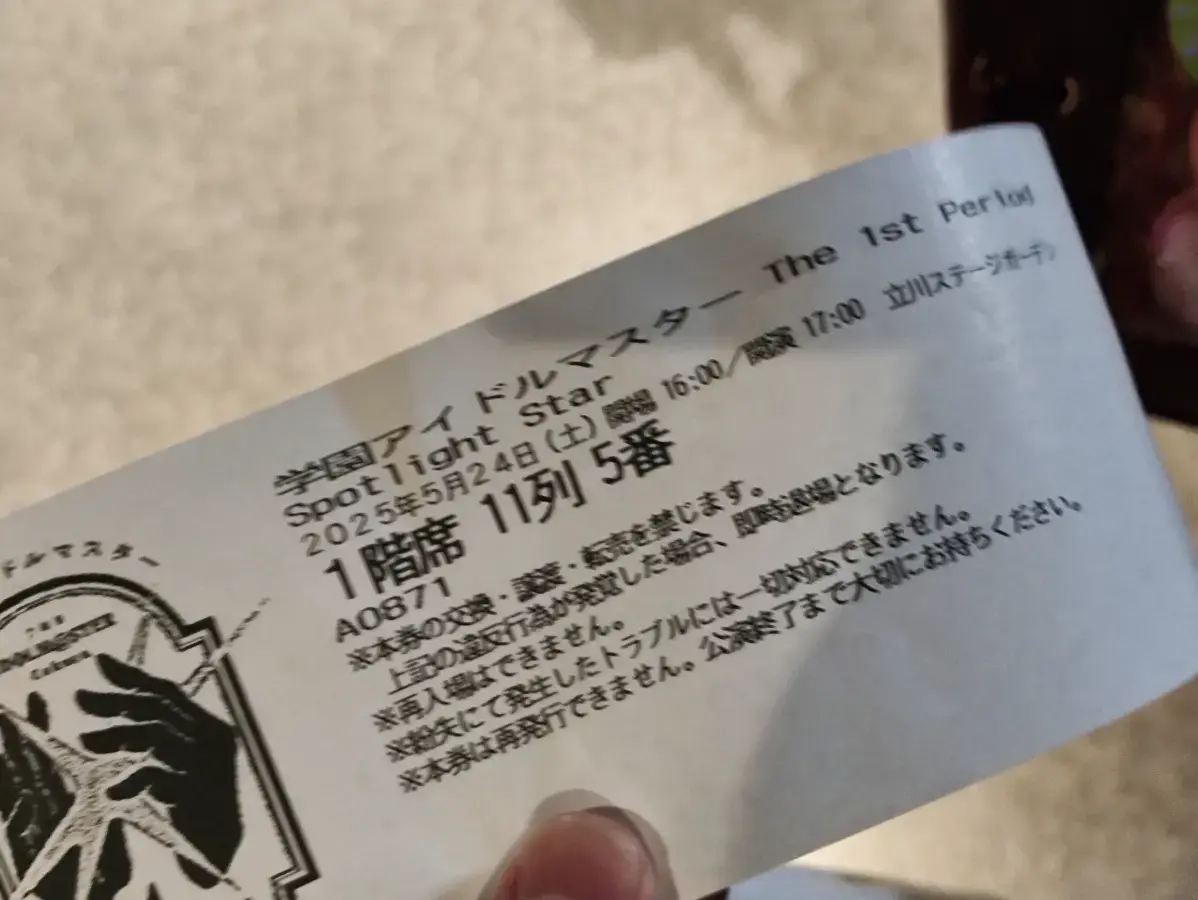 学園アイドルマスター The 1st Period
Spotlight Star
2025年5月24日(土)開場 16:00/開演 17:00 立川ステージガーデン
1階席 11列 5番
A0871
※本券の交換・譲渡・転売を禁じます。
上記の違反行為が発覚した場合、即時退場となります。
※再入場はできません。
※紛失にて発生したトラブルには一切対応できません。
※本券は再発行できません。公演終了まで大切にお持ちください。
ドルマスター
THE
IDOLM@STER
Gakuen